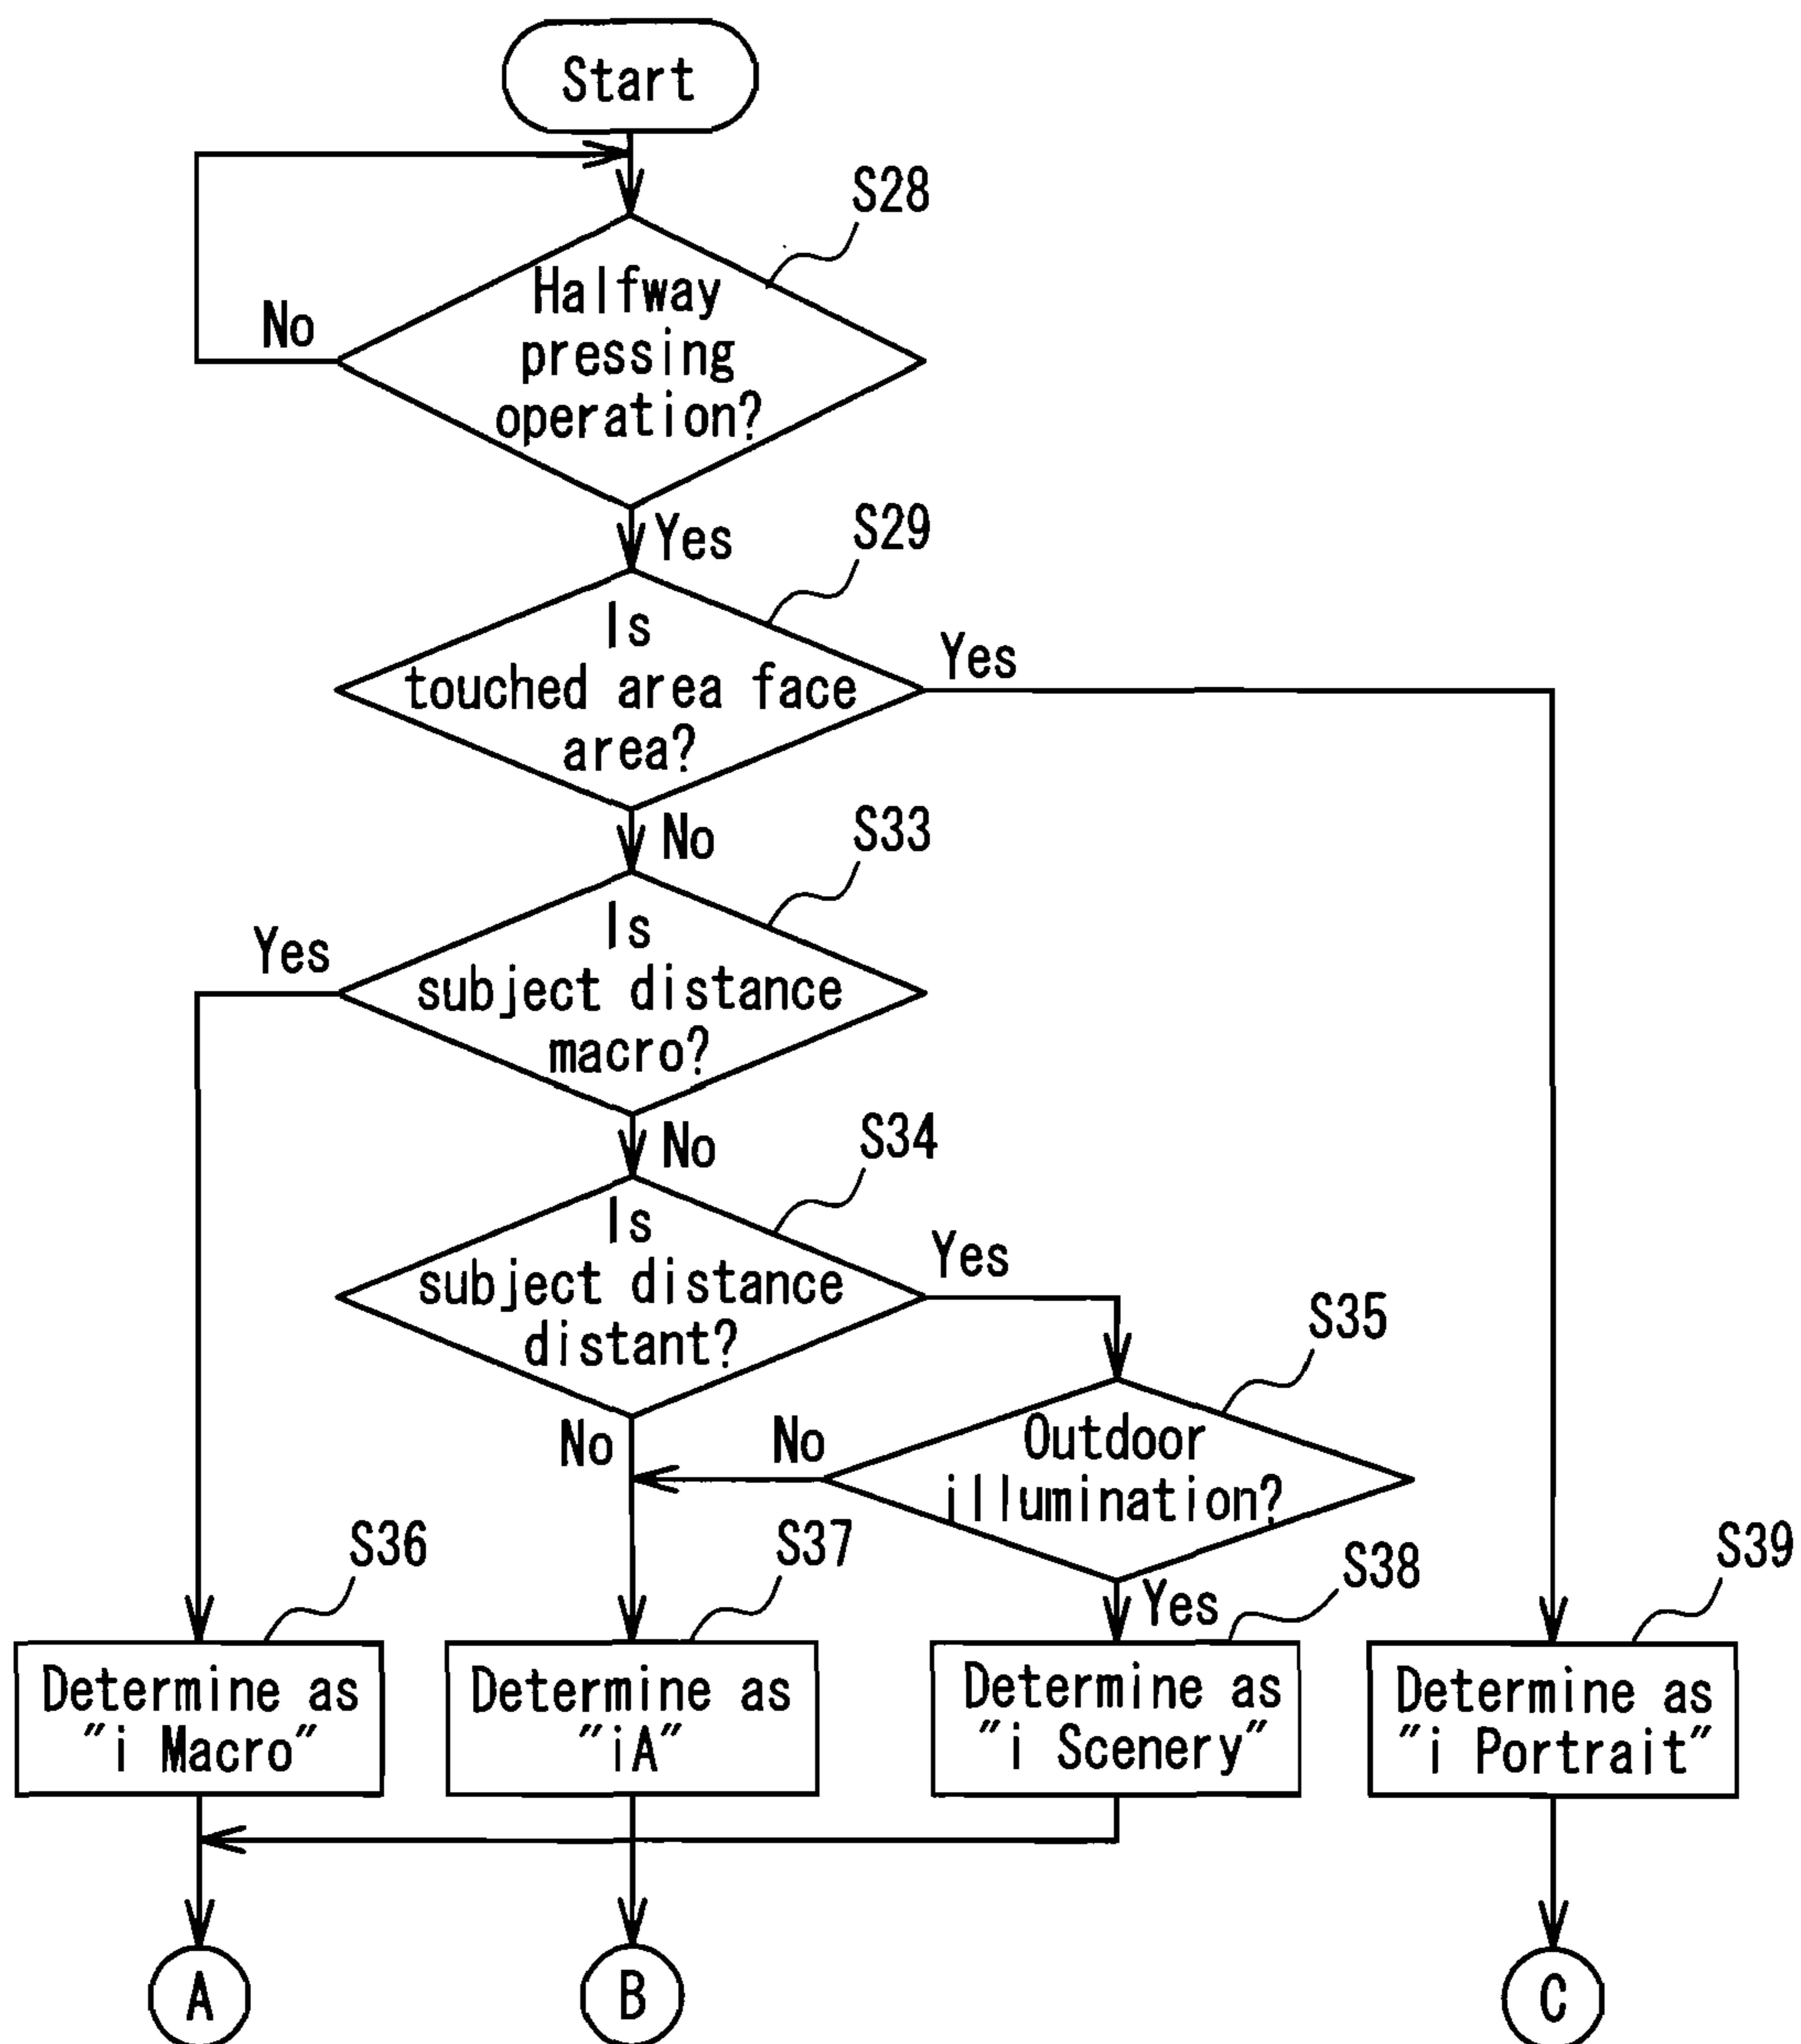 Start
S28
Halfway
pressing
operation?
No
Yes
S29
Is
touched area face
area?
Yes
No
S33
Is
subject distance
macro?
Yes
No
S34
Is
subject distance
distant?
Yes
No
S35
Outdoor
illumination?
No
Yes
S36
Determine as
"i Macro"
S37
Determine as
"iA"
S38
Determine as
"i Scenery"
S39
Determine as
"i Portrait"
A
B
C